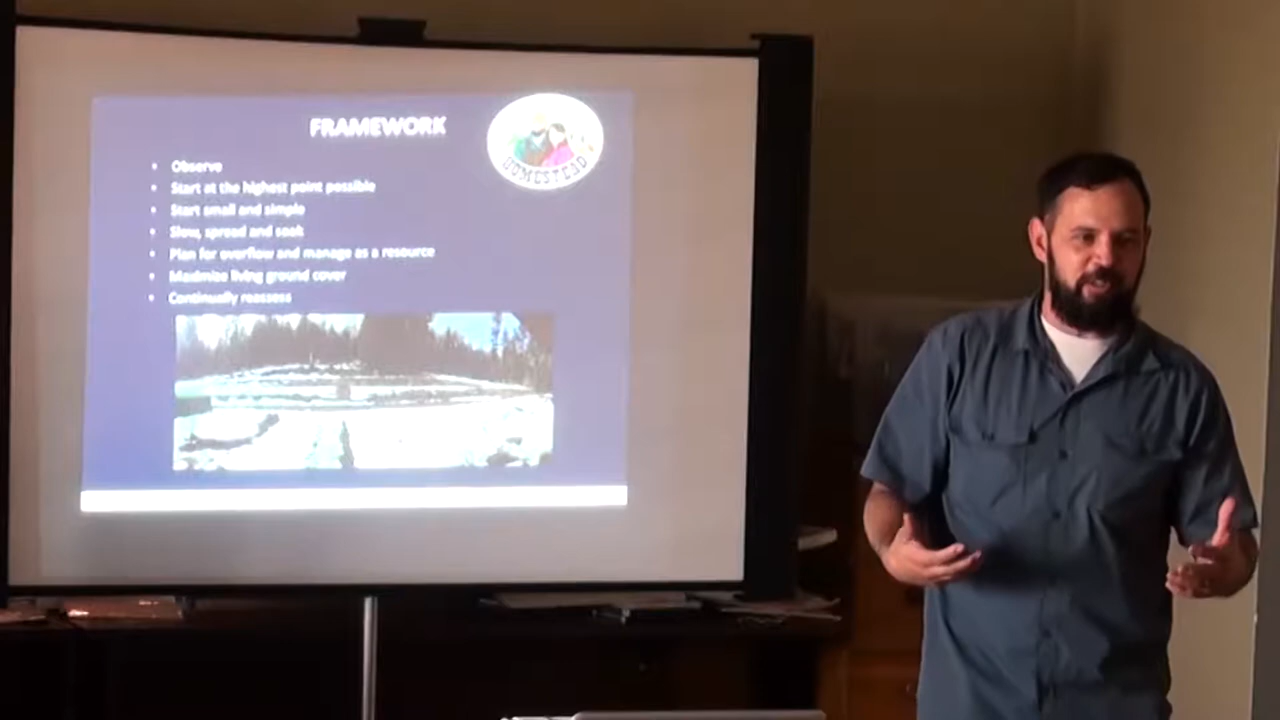 FRAMEWORK
HOMESTEAD
• Observe
• Start at the highest point possible
• Start small and simple
• Slow, spread and soak
• Plan for overflow and manage as a resource
• Maximize living ground cover
• Continually reassess